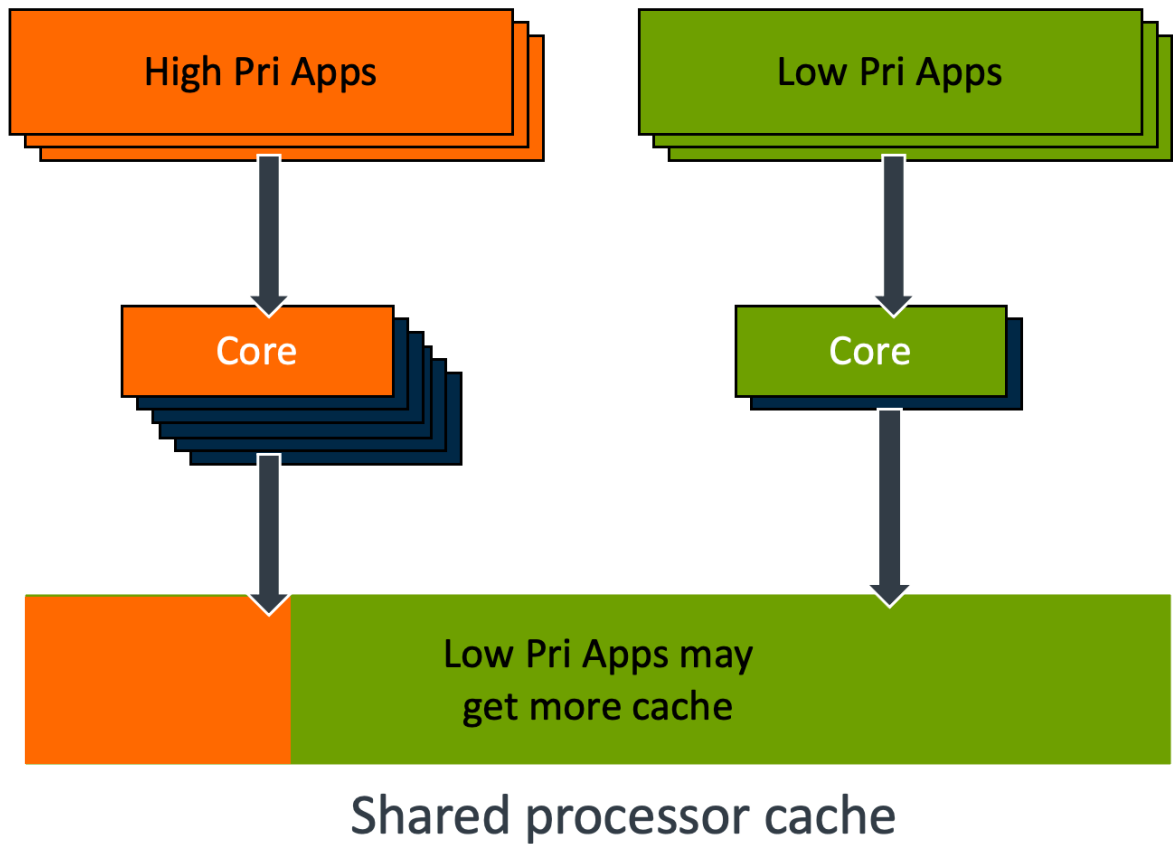 High Pri Apps
Low Pri Apps
Core
Core
Low Pri Apps may
get more cache
Shared processor cache